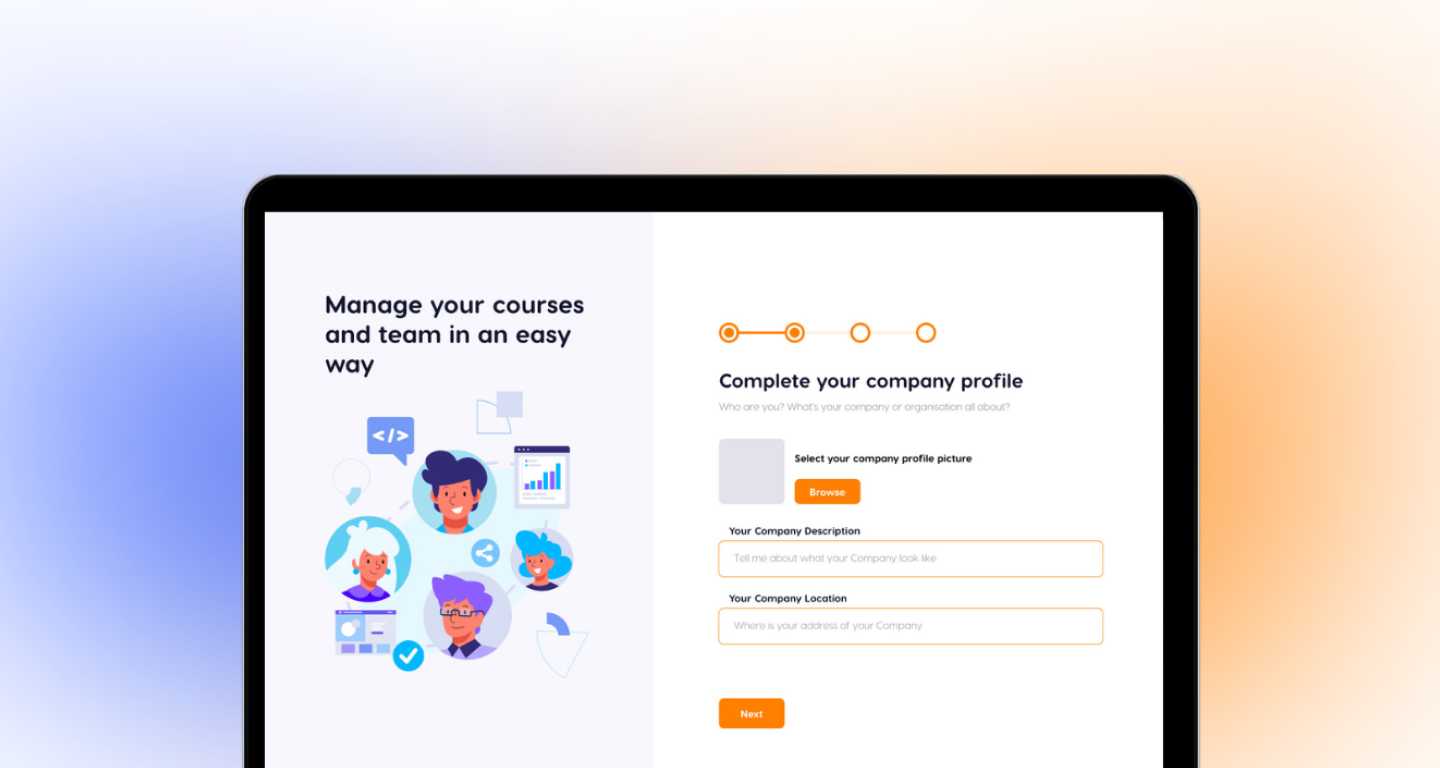 Manage your courses
and team in an easy
way
</>
Complete your company profile
Who are you? What's your company or organisation all about?
Select your company profile picture
Browse
Your Company Description
Tell me about what your Company look like
Your Company Location
Where is your address of your Company
Next